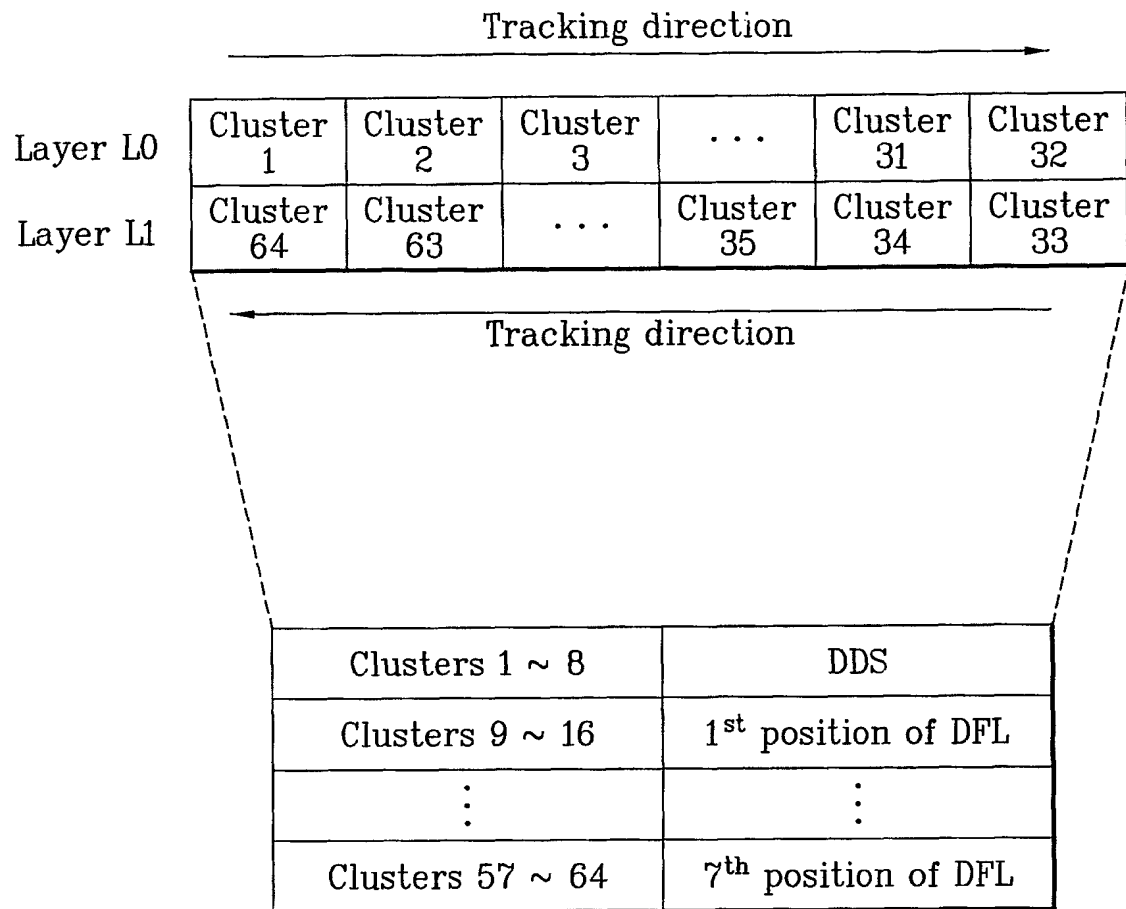 Tracking direction
Layer L0
Cluster 1
Cluster 2
Cluster 3
...
Cluster 31
Cluster 32
Layer L1
Cluster 64
Cluster 63
...
Cluster 35
Cluster 34
Cluster 33
Tracking direction
Clusters 1 ~ 8
DDS
Clusters 9 ~ 16
1st position of DFL
⋮
⋮
Clusters 57 ~ 64
7th position of DFL